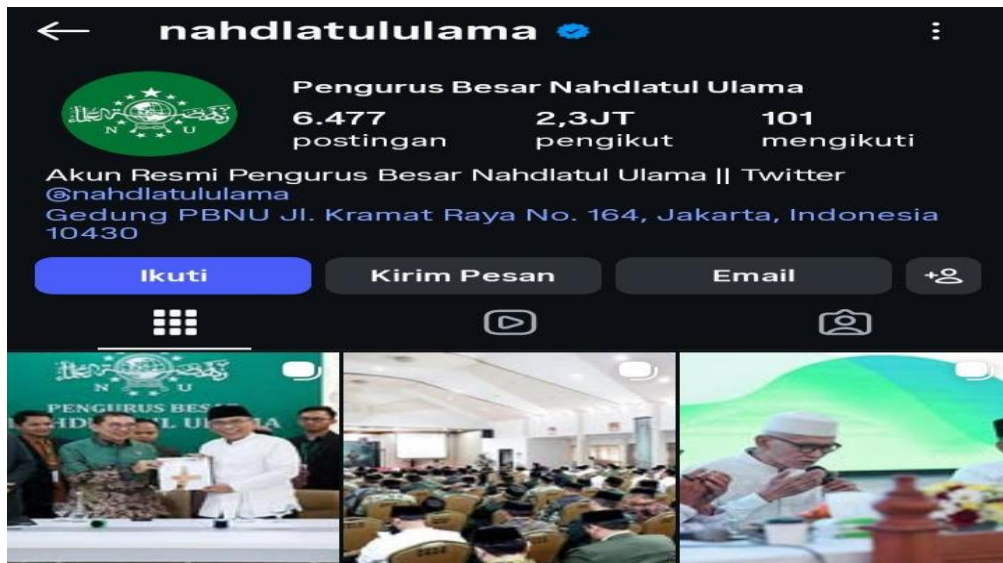 nahdlatululama
Pengurus Besar Nahdlatul Ulama
6.477 2,3JT 101
postingan pengikut mengikuti
N U
Akun Resmi Pengurus Besar Nahdlatul Ulama || Twitter
@nahdlatululama
Gedung PBNU Jl. Kramat Raya No. 164, Jakarta, Indonesia
10430
Ikuti Kirim Pesan Email
N U
PENGURUS BES
L U